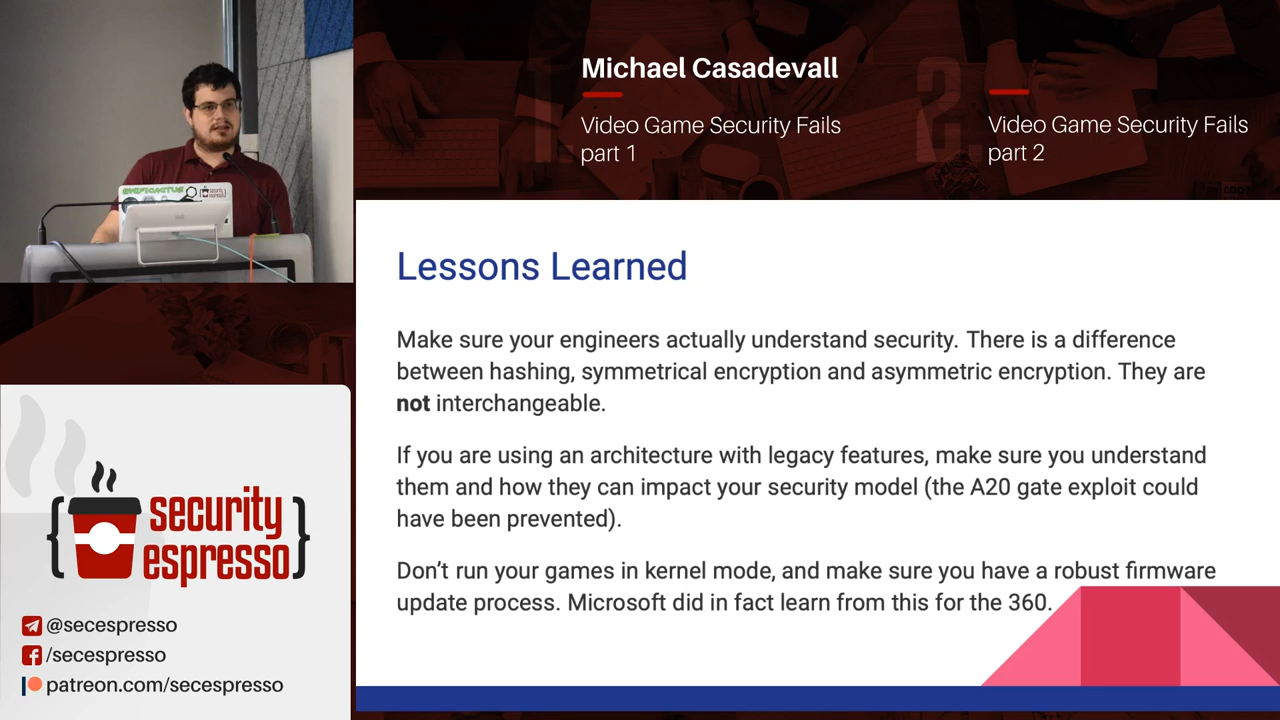 Michael Casadevall
Video Game Security Fails
part 1
2
Video Game Security Fails
part 2
Lessons Learned
Make sure your engineers actually understand security. There is a difference
between hashing, symmetrical encryption and asymmetric encryption. They are
not interchangeable.
If you are using an architecture with legacy features, make sure you understand
them and how they can impact your security model (the A20 gate exploit could
have been prevented).
Don’t run your games in kernel mode, and make sure you have a robust firmware
update process. Microsoft did in fact learn from this for the 360.
security
espresso
@secespresso
/secespresso
patreon.com/secespresso